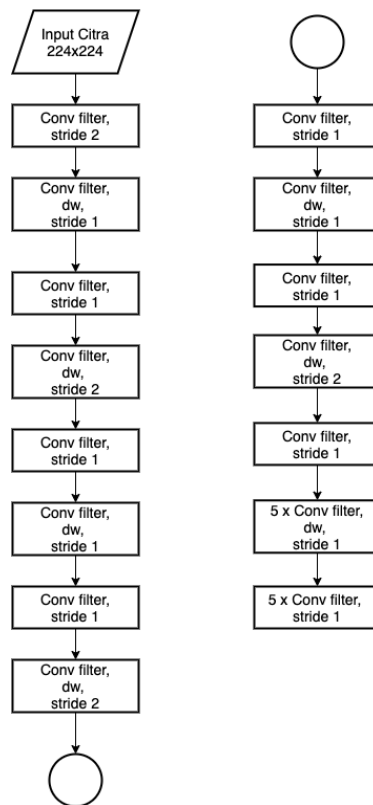 Input Citra
224x224
Conv filter,
stride 2
Conv filter,
dw,
stride 1
Conv filter,
stride 1
Conv filter,
dw,
stride 2
Conv filter,
stride 1
Conv filter,
dw,
stride 1
Conv filter,
stride 1
Conv filter,
dw,
stride 2
Conv filter,
stride 1
Conv filter,
dw,
stride 1
Conv filter,
stride 1
Conv filter,
dw,
stride 2
Conv filter,
stride 1
5 x Conv filter,
dw,
stride 1
5 x Conv filter,
stride 1